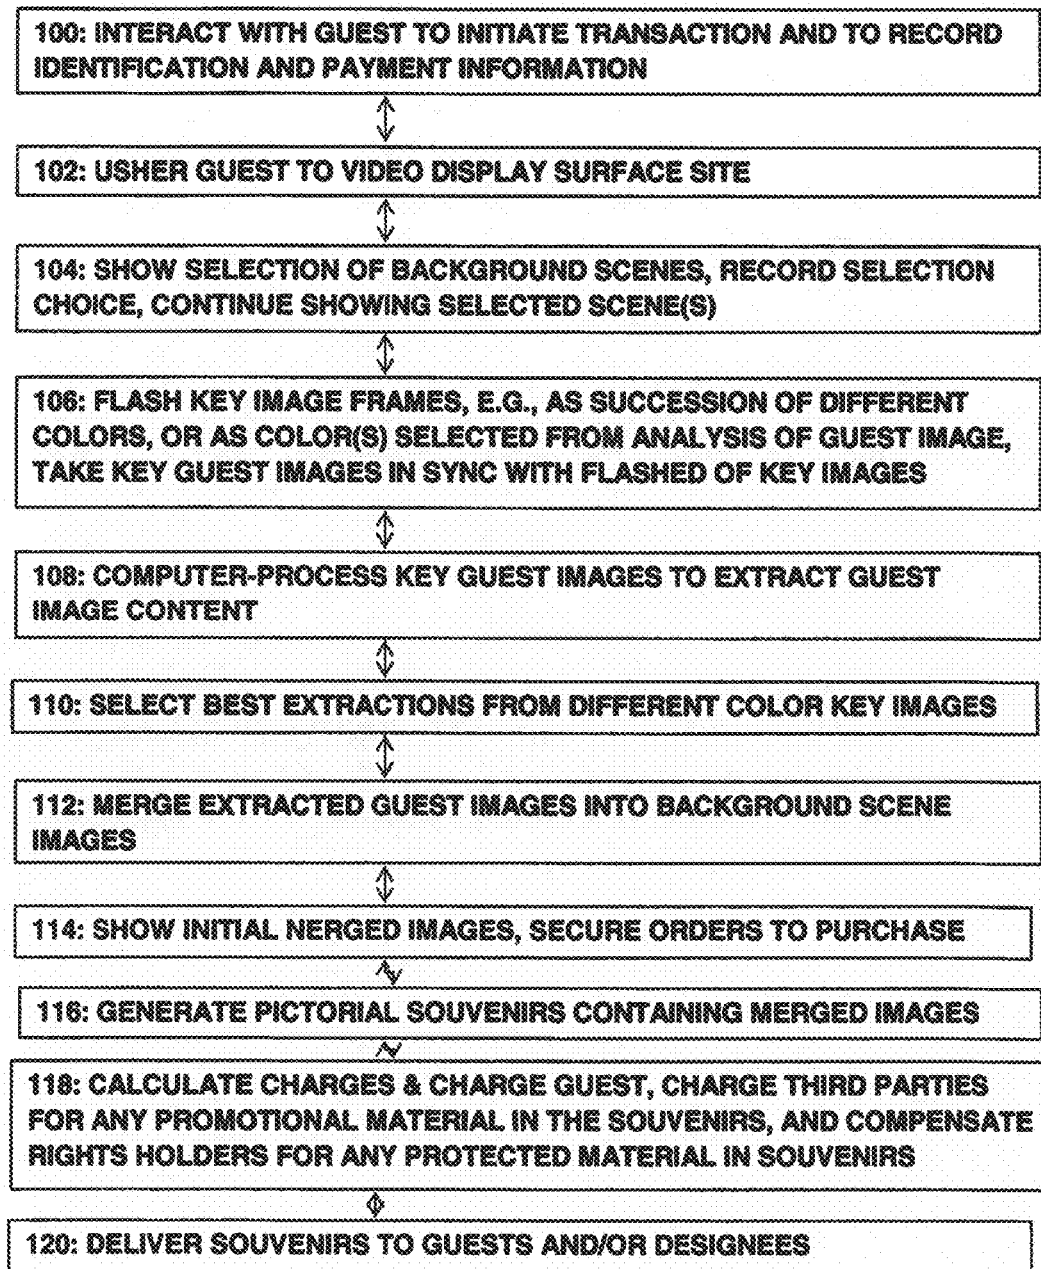 100: INTERACT WITH GUEST TO INITIATE TRANSACTION AND TO RECORD
IDENTIFICATION AND PAYMENT INFORMATION
102: USHER GUEST TO VIDEO DISPLAY SURFACE SITE
104: SHOW SELECTION OF BACKGROUND SCENES, RECORD SELECTION
CHOICE, CONTINUE SHOWING SELECTED SCENE(S)
106: FLASH KEY IMAGE FRAMES, E.G., AS SUCCESSION OF DIFFERENT
COLORS, OR AS COLOR(S) SELECTED FROM ANALYSIS OF GUEST IMAGE,
TAKE KEY GUEST IMAGES IN SYNC WITH FLASHED OF KEY IMAGES
108: COMPUTER-PROCESS KEY GUEST IMAGES TO EXTRACT GUEST
IMAGE CONTENT
110: SELECT BEST EXTRACTIONS FROM DIFFERENT COLOR KEY IMAGES
112: MERGE EXTRACTED GUEST IMAGES INTO BACKGROUND SCENE
IMAGES
114: SHOW INITIAL NERGED IMAGES, SECURE ORDERS TO PURCHASE
116: GENERATE PICTORIAL SOUVENIRS CONTAINING MERGED IMAGES
118: CALCULATE CHARGES & CHARGE GUEST, CHARGE THIRD PARTIES
FOR ANY PROMOTIONAL MATERIAL IN THE SOUVENIRS, AND COMPENSATE
RIGHTS HOLDERS FOR ANY PROTECTED MATERIAL IN SOUVENIRS
120: DELIVER SOUVENIRS TO GUESTS AND/OR DESIGNEES